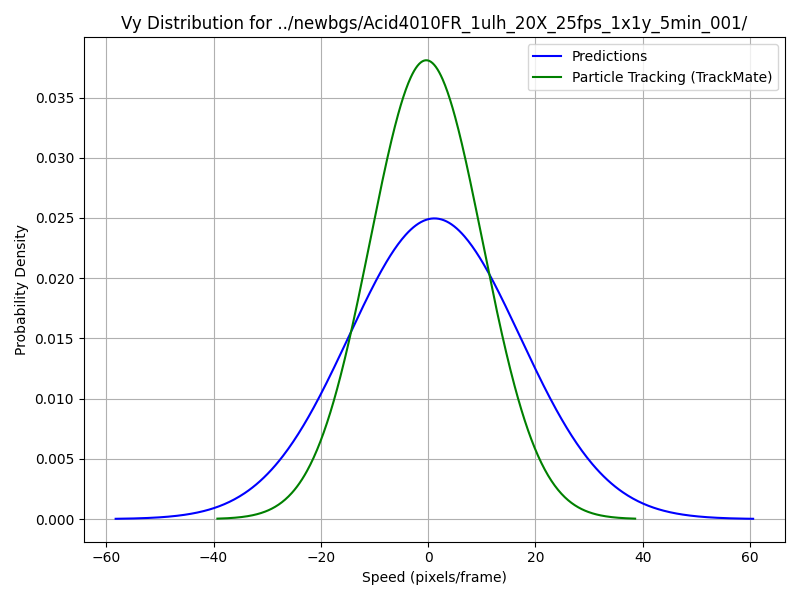 Vy Distribution for ../newbgs/Acid4010FR_1ulh_20X_25fps_1x1y_5min_001/
Predictions
Particle Tracking (TrackMate)
Probability Density
0.035
0.030
0.025
0.020
0.015
0.010
0.005
0.000
−60 −40 −20 0 20 40 60
Speed (pixels/frame)